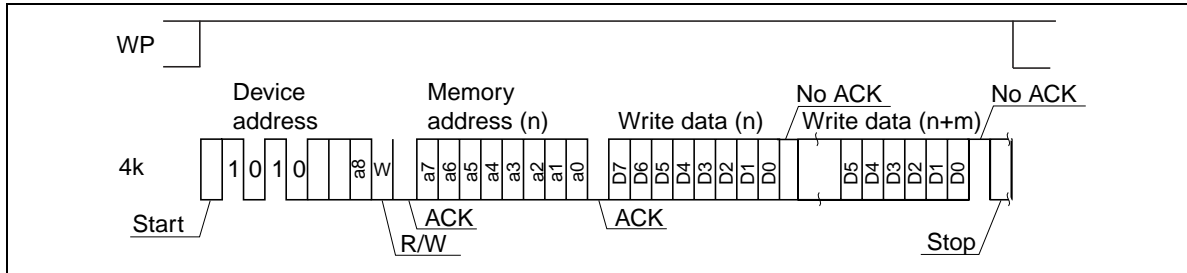 WP
Device address
Memory address (n)
Write data (n)
No ACK
Write data (n+m)
No ACK
4k
1 0 1 0 a8 W a7 a6 a5 a4 a3 a2 a1 a0 D7 D6 D5 D4 D3 D2 D1 D0 D5 D4 D3 D2 D1 D0
Start
R/W
ACK
ACK
Stop